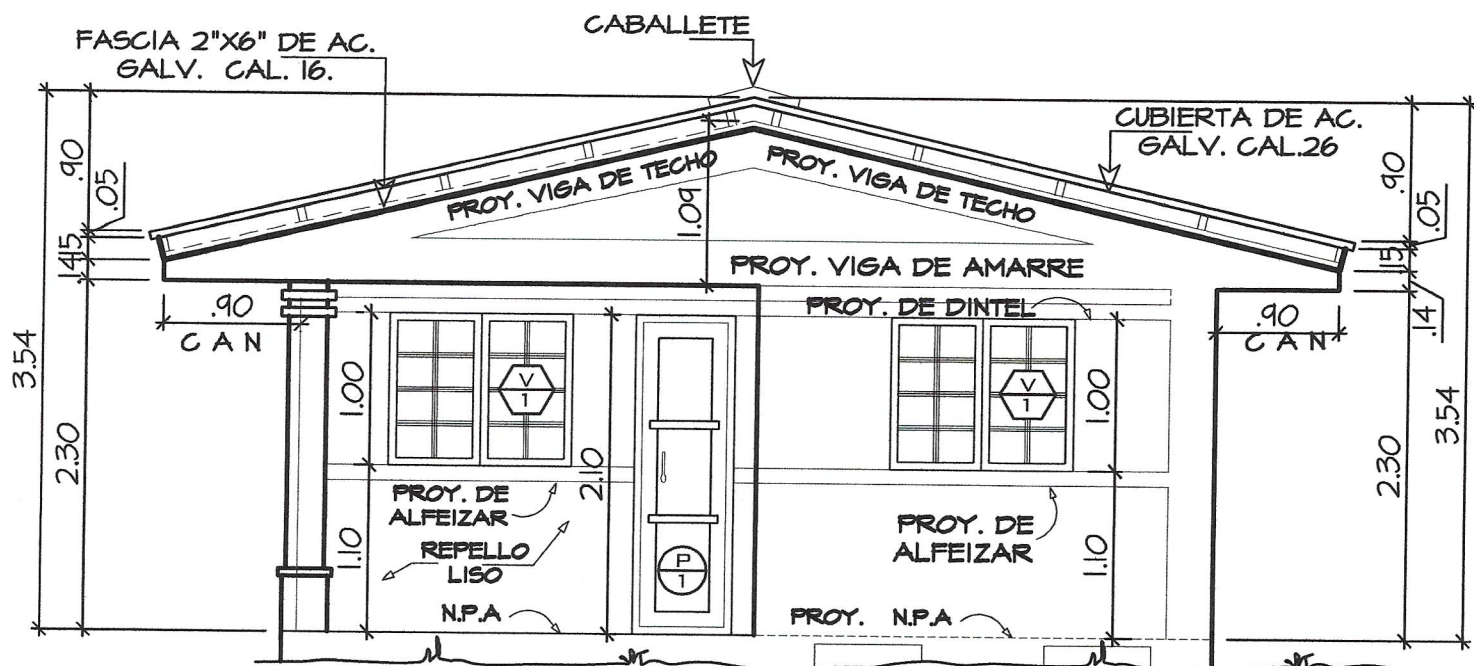 CABALLETE
FASCIA 2"X6" DE AC.
GALV. CAL. 16.
CUBIERTA DE AC.
GALV. CAL.26
.90
.05
.15
.14
3.54
2.30
PROY. VIGA DE TECHO
PROY. VIGA DE TECHO
1.09
PROY. VIGA DE AMARRE
PROY. DE DINTEL
.90
CAN
.90
CAN
.90
.05
.15
.14
3.54
2.30
1.00
V
1
2.10
V
1
1.00
PROY. DE
ALFEIZAR
REPELLO
LISO
1.10
P
1
N.P.A
PROY. DE
ALFEIZAR
1.10
PROY. N.P.A